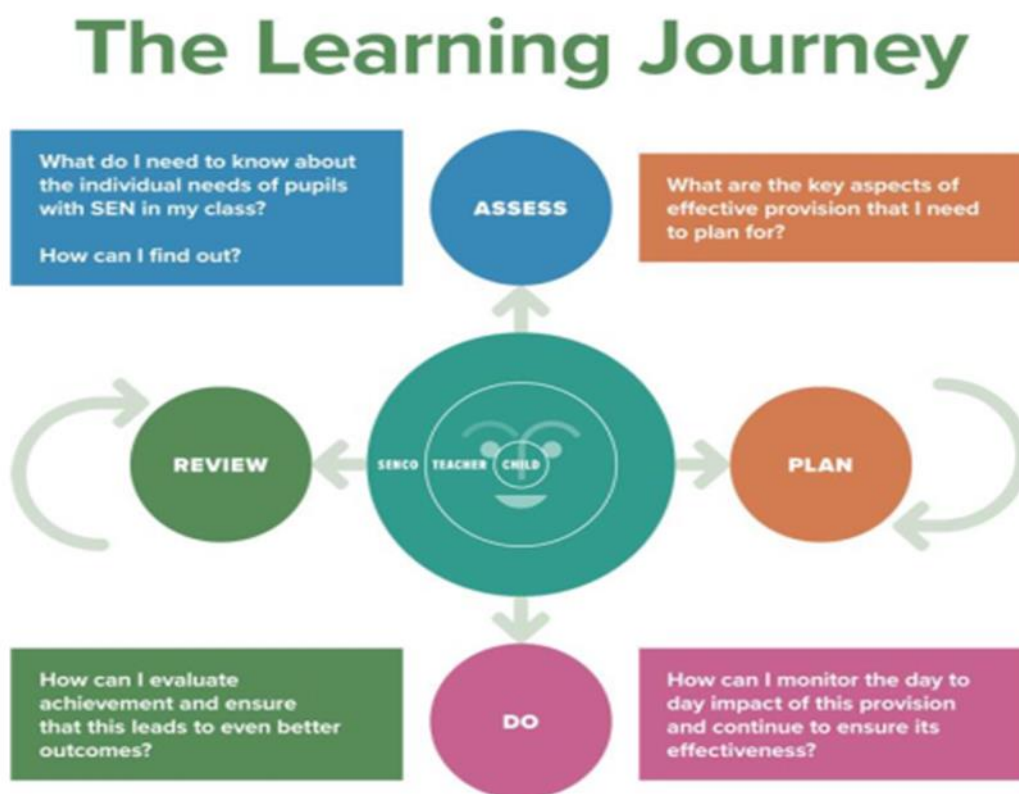 The Learning Journey
What do I need to know about
the individual needs of pupils
with SEN in my class?
How can I find out?
ASSESS
What are the key aspects of
effective provision that I need
to plan for?
REVIEW
SENCO
TEACHER
CHILD
PLAN
How can I evaluate
achievement and ensure
that this leads to even better
outcomes?
DO
How can I monitor the day to
day impact of this provision
and continue to ensure its
effectiveness?